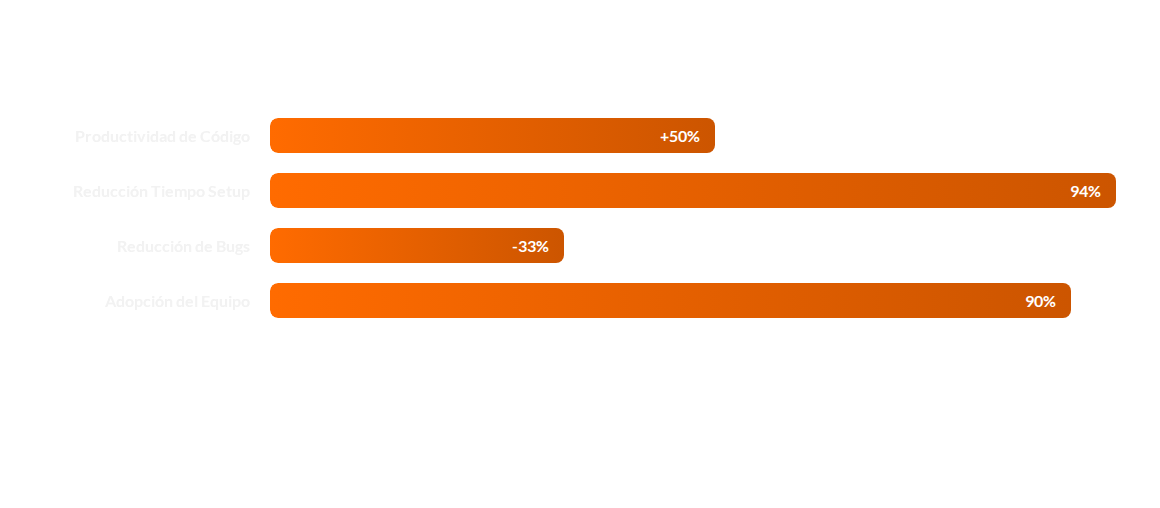 Productividad de Código +50%
Reducción Tiempo Setup 94%
Reducción de Bugs -33%
Adopción del Equipo 90%